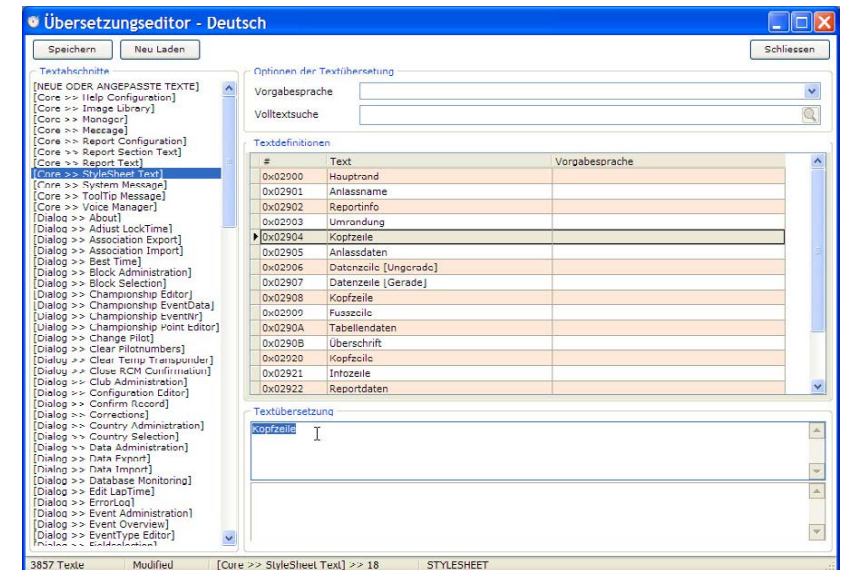 Übersetzungseditor - Deutsch
Speichern Neu Laden Schliessen
Textabschnitte
[NEUE ODER ANGEPASSTE TEXTE]
[Core >> Help Configuration]
[Core >> Image Library]
[Core >> Manager]
[Core >> Message]
[Core >> Report Configuration]
[Core >> Report Section Text]
[Core >> Report Text]
[Core >> StyleSheet Text]
[Core >> System Message]
[Core >> ToolTip Message]
[Core >> Voice Manager]
[Dialog >> About]
[Dialog >> Adjust LockTime]
[Dialog >> Association Export]
[Dialog >> Association Import]
[Dialog >> Best Time]
[Dialog >> Block Administration]
[Dialog >> Block Selection]
[Dialog >> Championship Editor]
[Dialog >> Championship EventData]
[Dialog >> Championship EventNr]
[Dialog >> Championship Point Editor]
[Dialog >> Change Pilot]
[Dialog >> Clear Pilotnumbers]
[Dialog >> Clear Temp Transponder]
[Dialog >> Close RCM Confirmation]
[Dialog >> Club Administration]
[Dialog >> Configuration Editor]
[Dialog >> Confirm Record]
[Dialog >> Corrections]
[Dialog >> Country Administration]
[Dialog >> Country Selection]
[Dialog >> Data Administration]
[Dialog >> Data Export]
[Dialog >> Data Import]
[Dialog >> Database Monitoring]
[Dialog >> Edit LapTime]
[Dialog >> ErrorLog]
[Dialog >> Event Administration]
[Dialog >> Event Overview]
[Dialog >> EventType Editor]
[Dialog >> Fieldselection]
Optionen der Textübersetung
Vorgabesprache
Volltextsuche
Textdefinitionen
# Text Vorgabesprache
0x02900 Hauptrand
0x02901 Anlassname
0x02902 Reportinfo
0x02903 Umrandung
0x02904 Kopfzeile
0x02905 Anlassdaten
0x02906 Datenzeile [Ungerade]
0x02907 Datenzeile [Gerade]
0x02908 Kopfzeile
0x02909 Fusszeile
0x0290A Tabellendaten
0x0290B Überschrift
0x02920 Kopfzeile
0x02921 Infozeile
0x02922 Reportdaten
Textübersetzung
Kopfzeile
3857 Texte Modified [Core >> StyleSheet Text] >> 18 STYLESHEET